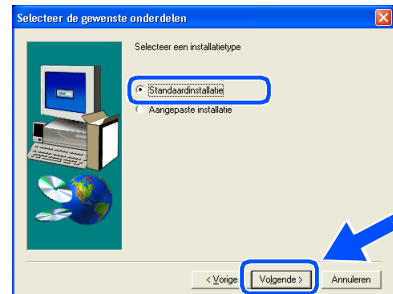 Selecteer de gewenste onderdelen
Selecteer een installatietype
Standaardinstallatie
Aangepaste installatie
< Vorige
Volgende >
Annuleren